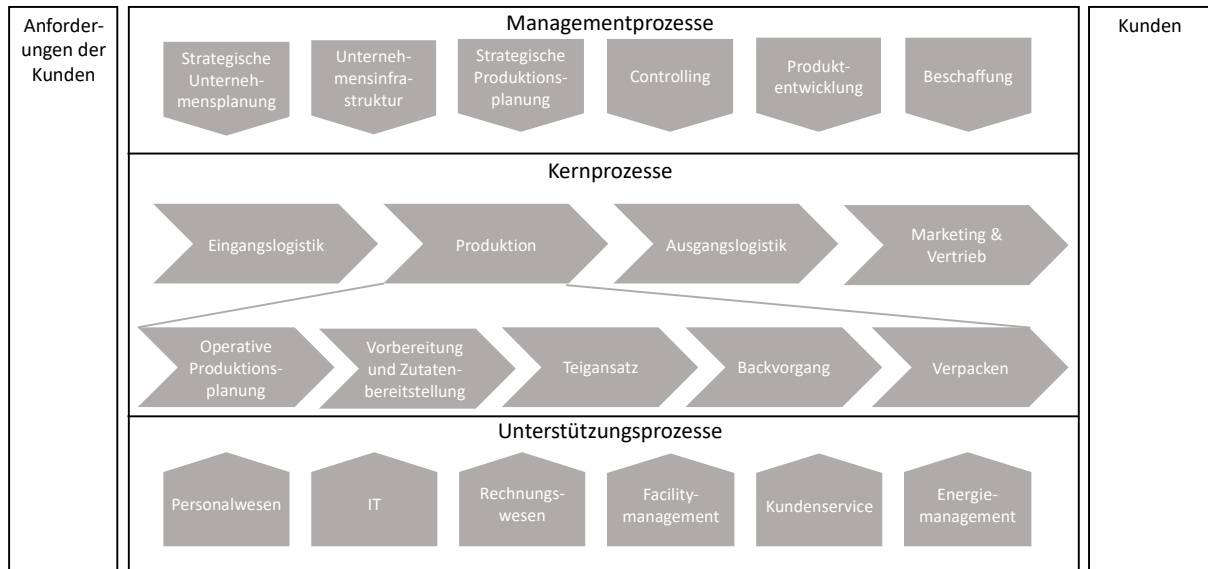 Anforder-
ungen der
Kunden
Managementprozesse
Strategische
Unterneh-
mensplanung
Unterneh-
mensinfra-
struktur
Strategische
Produktions-
planung
Controlling
Produkt-
entwicklung
Beschaffung
Kernprozesse
Eingangslogistik
Produktion
Ausgangslogistik
Marketing &
Vertrieb
Operative
Produktions-
planung
Vorbereitung
und Zutaten-
bereitstellung
Teigansatz
Backvorgang
Verpacken
Unterstützungsprozesse
Personalwesen
IT
Rechnungs-
wesen
Facility-
management
Kundenservice
Energie-
management
Kunden